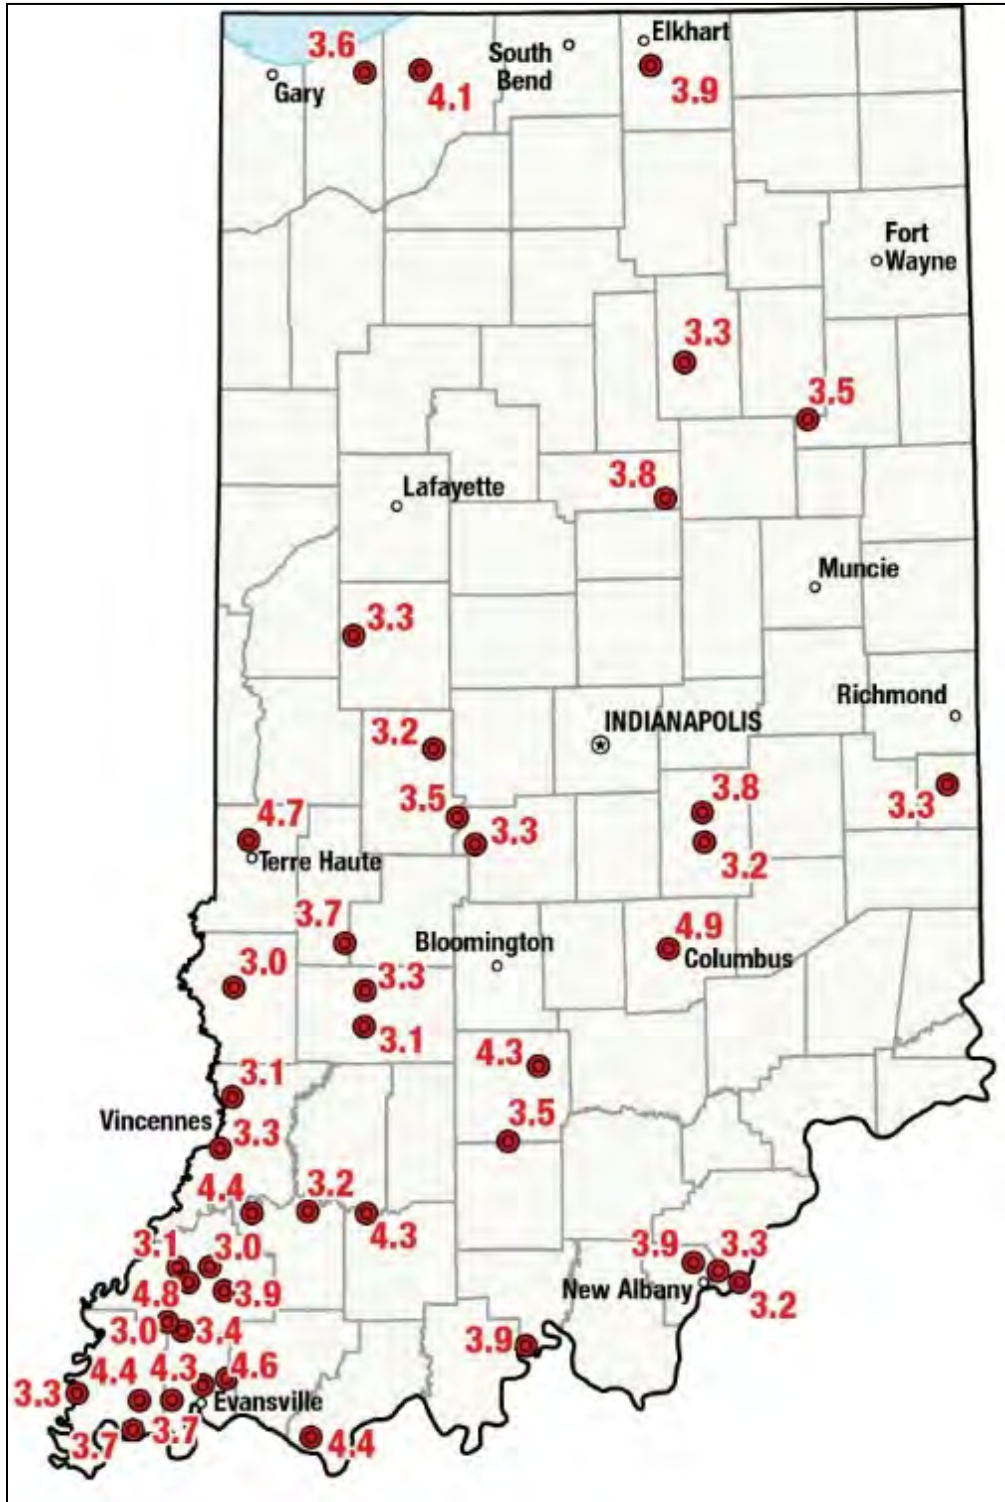 Elkhart
3.6
South
Bend
Gary
4.1
3.9
Fort
Wayne
3.3
3.5
3.8
Lafayette
Muncie
3.3
Richmond
INDIANAPOLIS
3.2
3.8
3.5
3.3
4.7
3.3
Terre Haute
3.2
3.7
4.9
Bloomington
Columbus
3.0
3.3
3.1
4.3
3.1
3.5
Vincennes
3.3
4.4
3.2
4.3
3.1
3.0
3.9
3.3
New Albany
4.8
3.9
3.2
3.0
3.4
3.9
4.4
4.3
4.6
3.3
Evansville
3.7
3.7
4.4